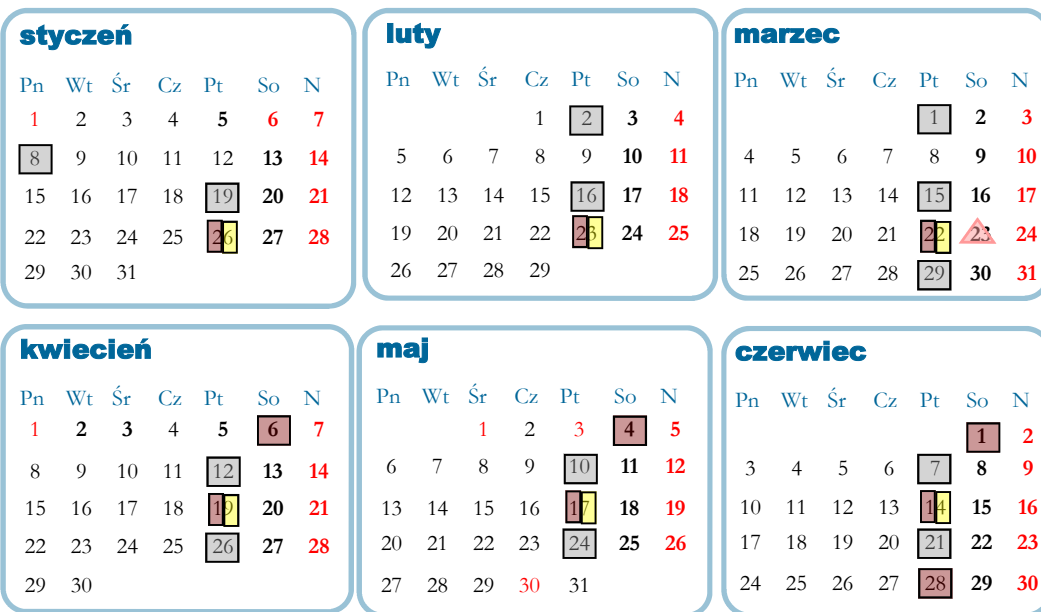 styczeń
Pn Wt Śr Cz Pt So N
1 2 3 4 5 6 7
8 9 10 11 12 13 14
15 16 17 18 19 20 21
22 23 24 25 26 27 28
29 30 31
luty
Pn Wt Śr Cz Pt So N
1 2 3 4
5 6 7 8 9 10 11
12 13 14 15 16 17 18
19 20 21 22 23 24 25
26 27 28 29
marzec
Pn Wt Śr Cz Pt So N
1 2 3
4 5 6 7 8 9 10
11 12 13 14 15 16 17
18 19 20 21 22 23 24
25 26 27 28 29 30 31
kwiecień
Pn Wt Śr Cz Pt So N
1 2 3 4 5 6 7
8 9 10 11 12 13 14
15 16 17 18 19 20 21
22 23 24 25 26 27 28
29 30
maj
Pn Wt Śr Cz Pt So N
1 2 3 4 5
6 7 8 9 10 11 12
13 14 15 16 17 18 19
20 21 22 23 24 25 26
27 28 29 30 31
czerwiec
Pn Wt Śr Cz Pt So N
1 2
3 4 5 6 7 8 9
10 11 12 13 14 15 16
17 18 19 20 21 22 23
24 25 26 27 28 29 30